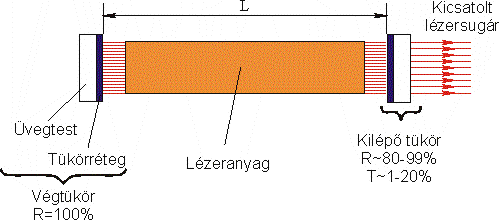 L
Kicsatolt
lézersugár
Üvegtest
Tükörréteg
Lézeranyag
Kilépő tükör
R~80-99%
T~1-20%
Végtükör
R=100%